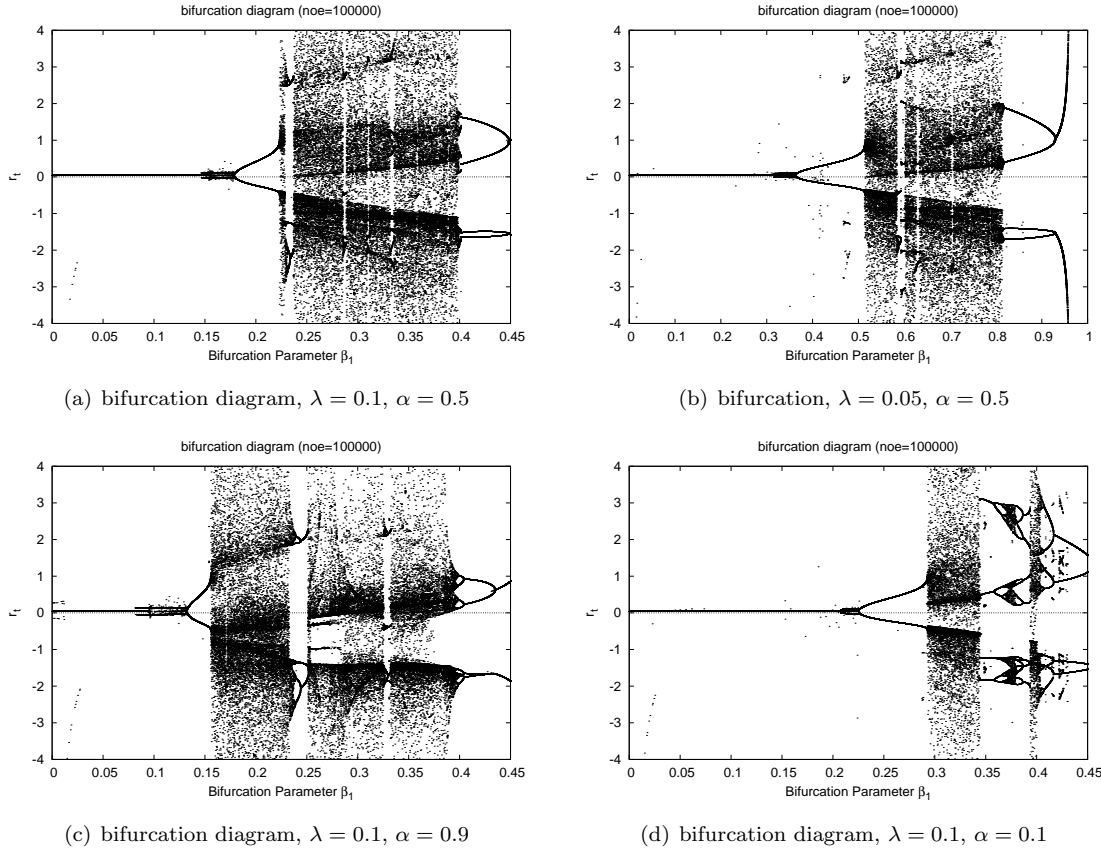 bifurcation diagram (noe=100000)
4
3
2
1
0
-1
-2
-3
-4
r_t
0 0.05 0.1 0.15 0.2 0.25 0.3 0.35 0.4 0.45
Bifurcation Parameter β_1
(a) bifurcation diagram, λ = 0.1, α = 0.5
bifurcation diagram (noe=100000)
4
3
2
1
0
-1
-2
-3
-4
r_t
0 0.1 0.2 0.3 0.4 0.5 0.6 0.7 0.8 0.9 1
Bifurcation Parameter β_1
(b) bifurcation, λ = 0.05, α = 0.5
bifurcation diagram (noe=100000)
4
3
2
1
0
-1
-2
-3
-4
r_t
0 0.05 0.1 0.15 0.2 0.25 0.3 0.35 0.4 0.45
Bifurcation Parameter β_1
(c) bifurcation diagram, λ = 0.1, α = 0.9
bifurcation diagram (noe=100000)
4
3
2
1
0
-1
-2
-3
-4
r_t
0 0.05 0.1 0.15 0.2 0.25 0.3 0.35 0.4 0.45
Bifurcation Parameter β_1
(d) bifurcation diagram, λ = 0.1, α = 0.1